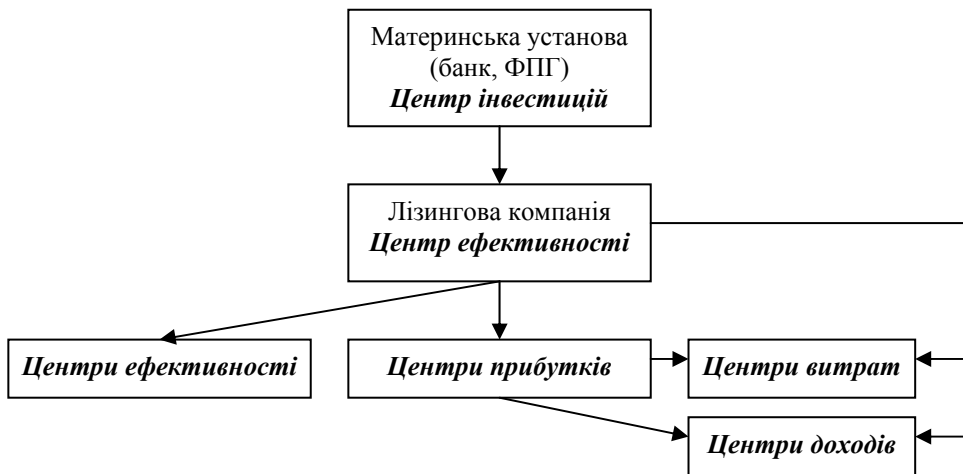 Материнська установа
(банк, ФПГ)
Центр інвестицій
Лізингова компанія
Центр ефективності
Центри ефективності
Центри прибутків
Центри витрат
Центри доходів